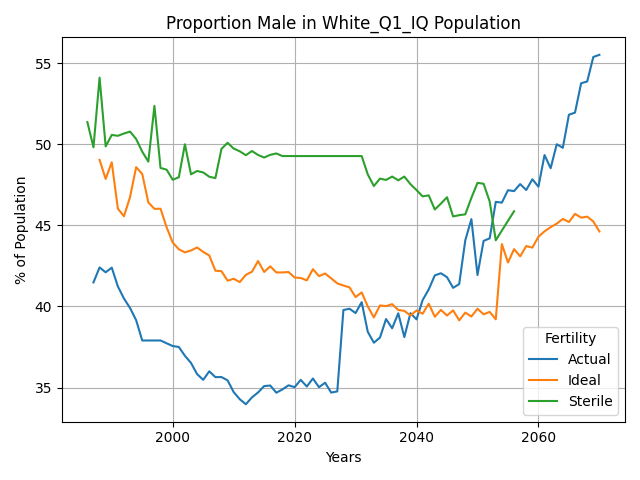 Proportion Male in White_Q1_IQ Population
% of Population
55
50
45
40
35
2000
2020
2040
2060
Years
Fertility
Actual
Ideal
Sterile